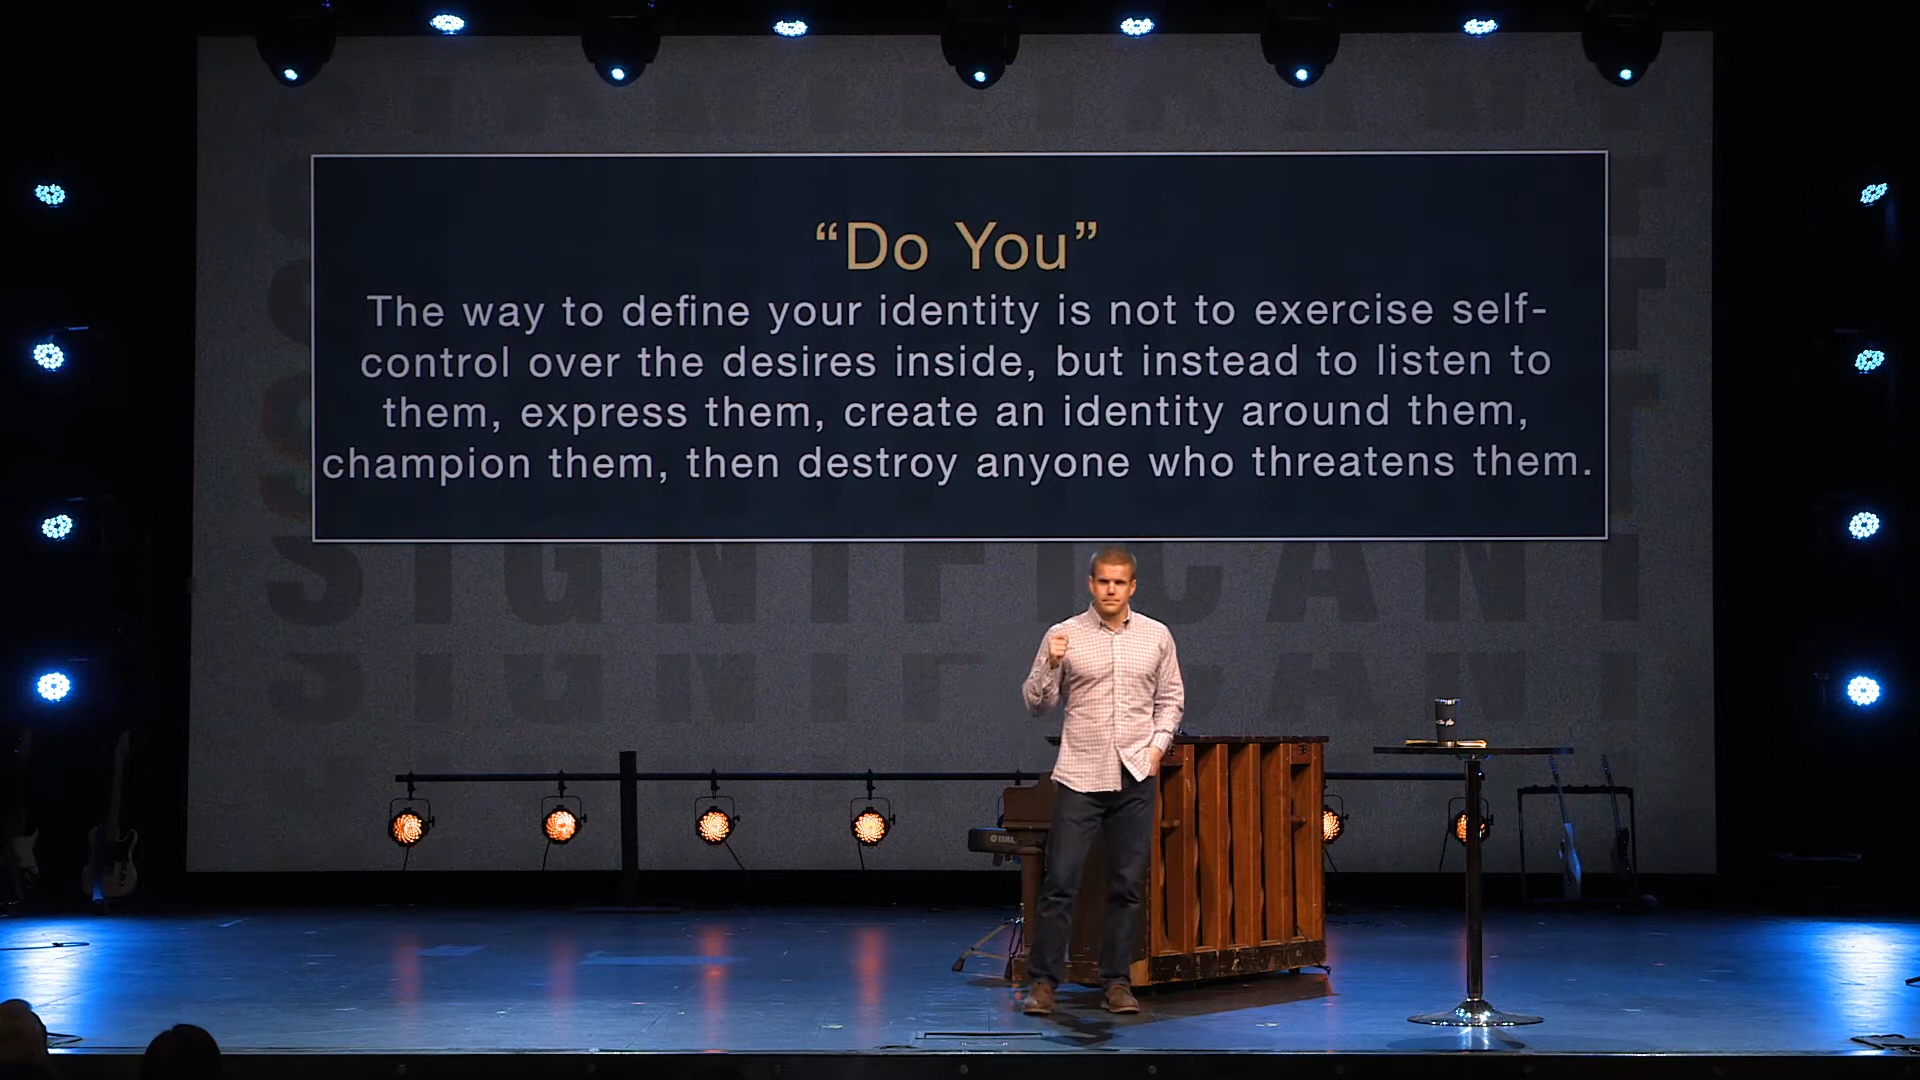 “Do You”
The way to define your identity is not to exercise self-
control over the desires inside, but instead to listen to
them, express them, create an identity around them,
champion them, then destroy anyone who threatens them.
SIGNIFICANT
SIGNIFICANT